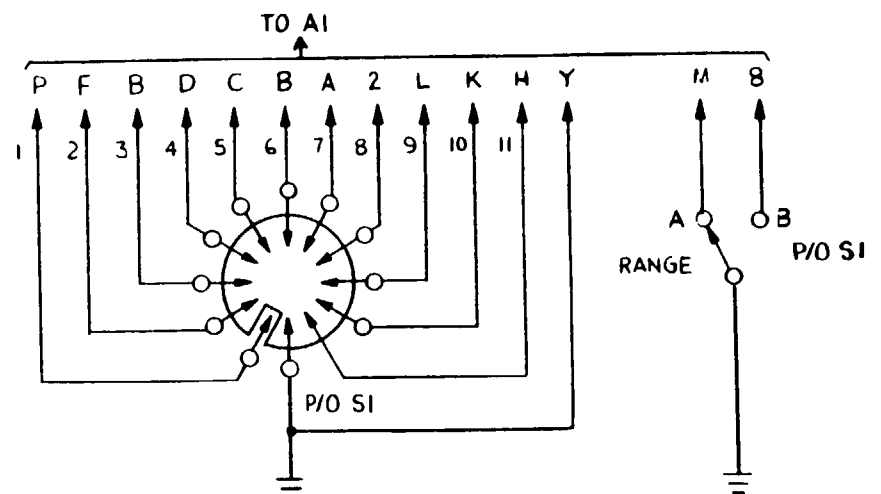 TO A1
P F B D C B A 2 L K H Y M 8
1 2 3 4 5 6 7 8 9 10 11
A B
P/O S1
RANGE
P/O S1